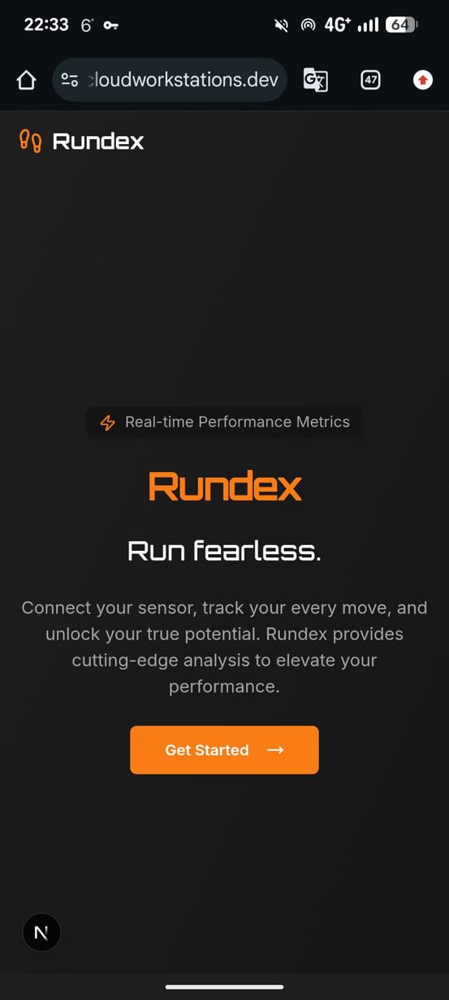 22:33 6° 4G+ 64
loudworkstations.dev 47
Rundex
Real-time Performance Metrics
Rundex
Run fearless.
Connect your sensor, track your every move, and
unlock your true potential. Rundex provides
cutting-edge analysis to elevate your
performance.
Get Started →
N